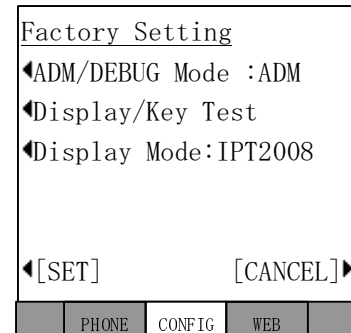 Factory Setting
◀ADM/DEBUG Mode :ADM
◀Display/Key Test
◀Display Mode:IPT2008
◀[SET] [CANCEL]▶
PHONE CONFIG WEB